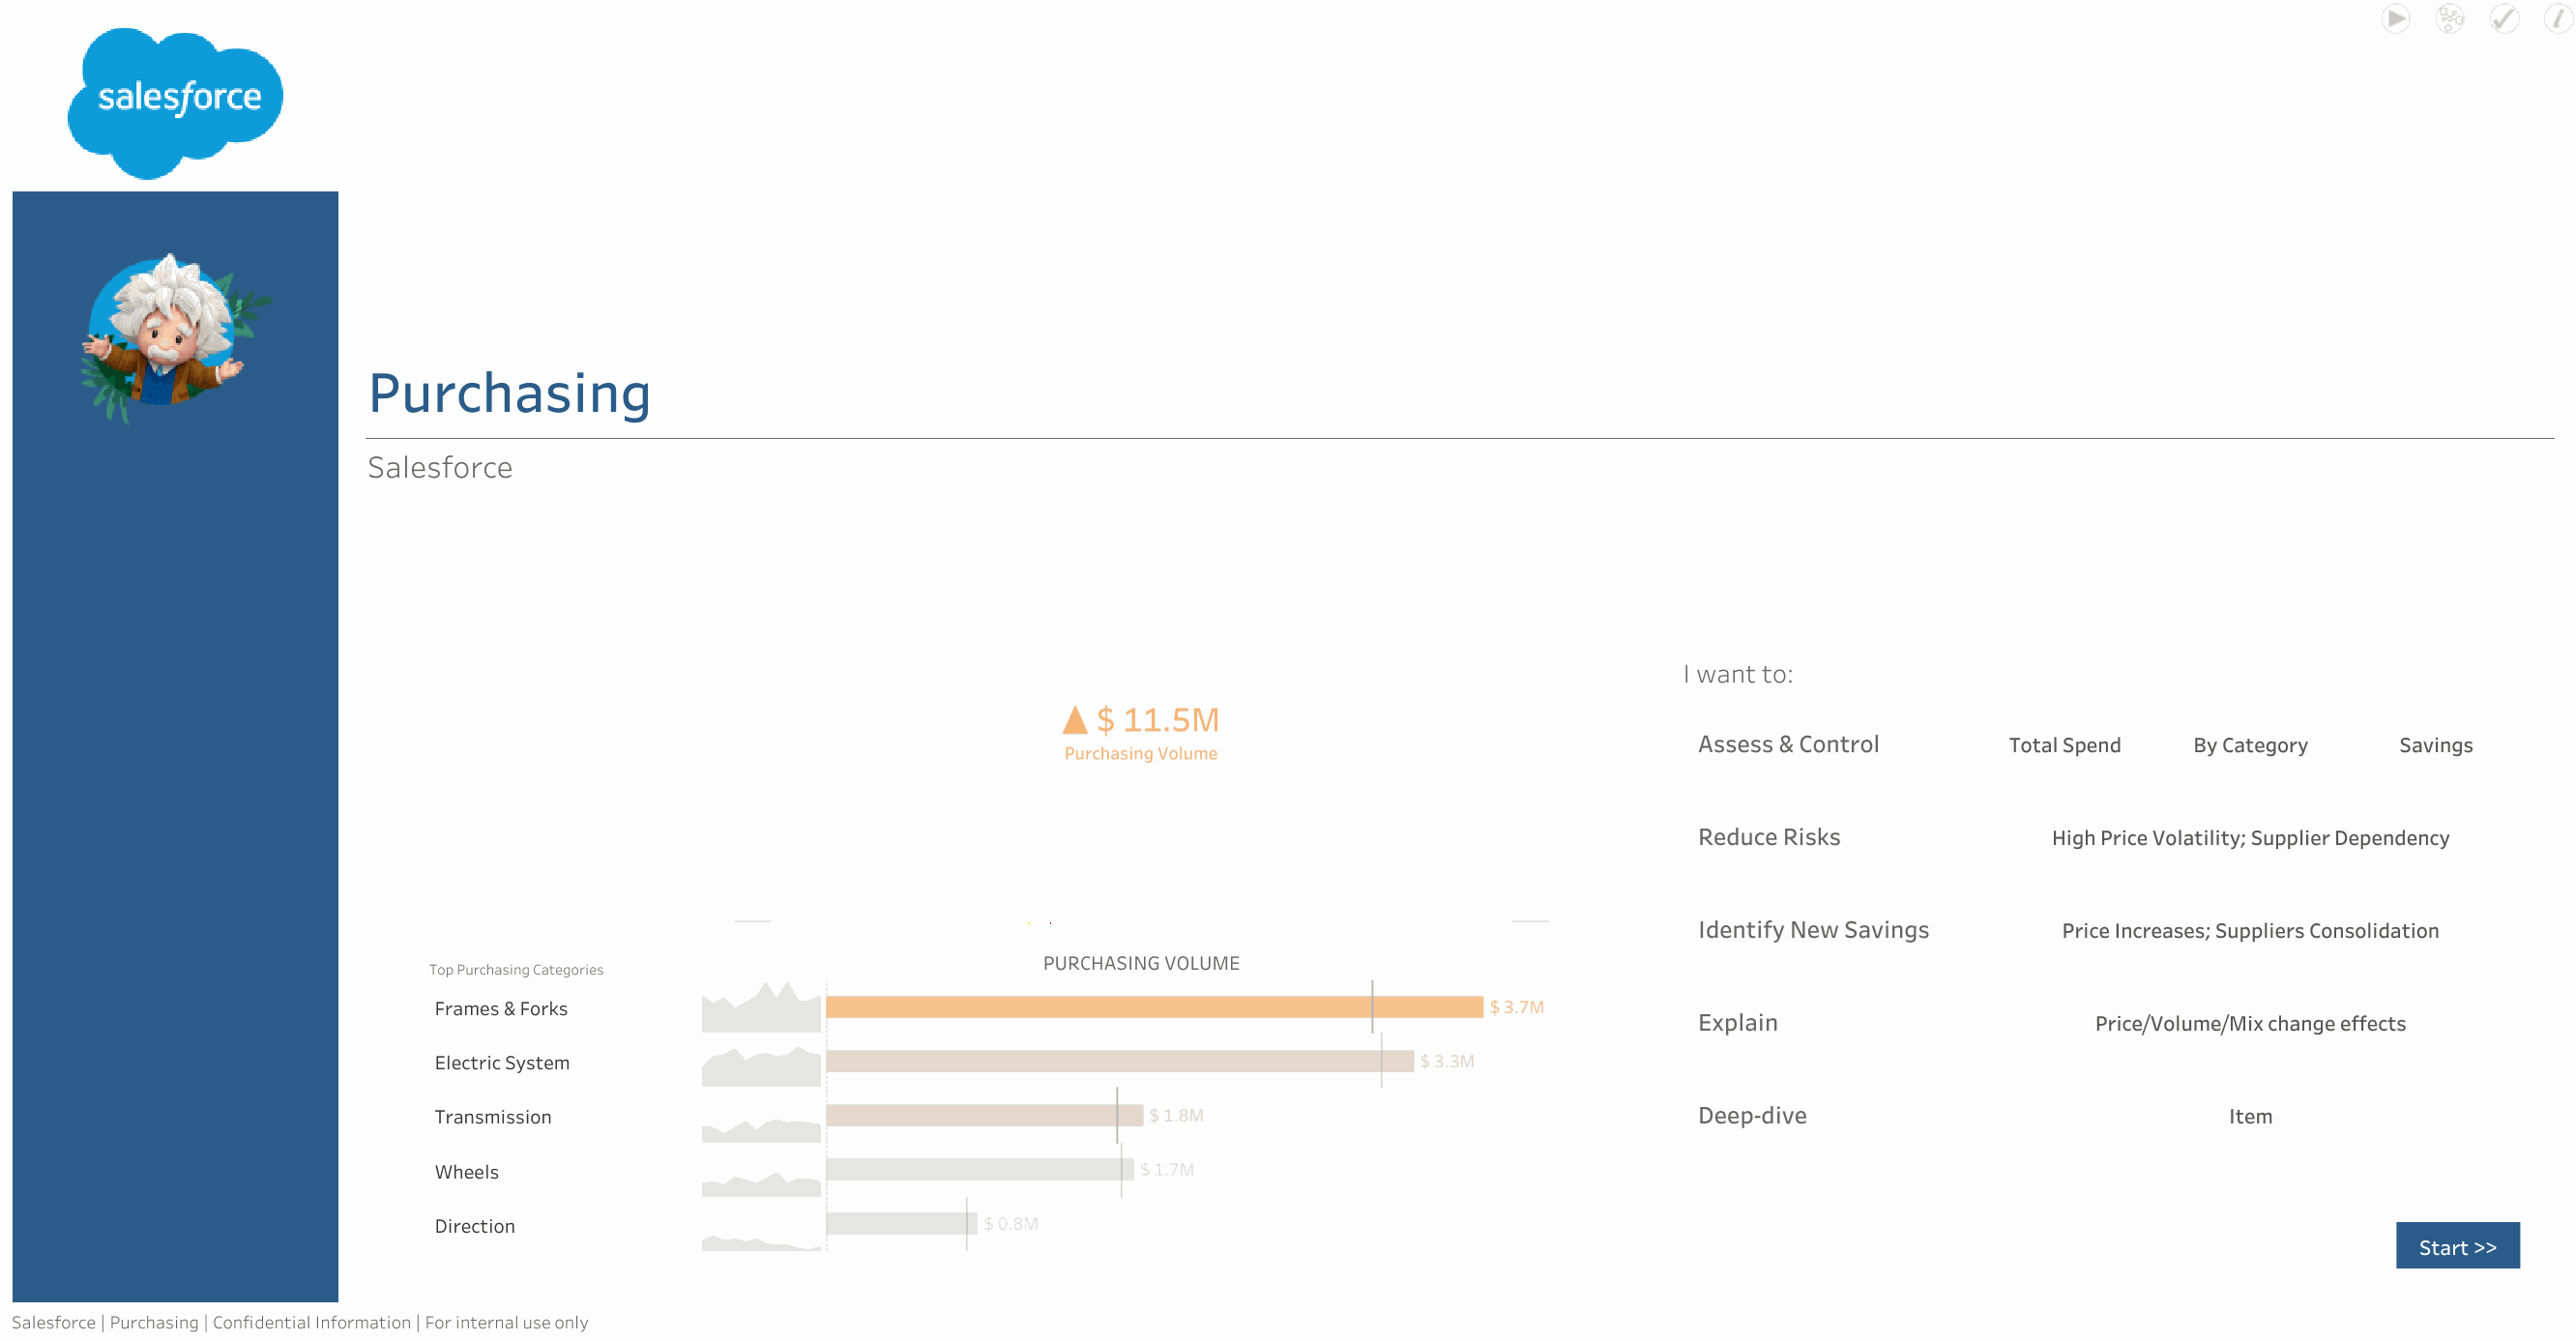 salesforce
Purchasing
Salesforce
▲ $ 11.5M
Purchasing Volume
Top Purchasing Categories
PURCHASING VOLUME
Frames & Forks
$ 3.7M
Electric System
$ 3.3M
Transmission
$ 1.8M
Wheels
$ 1.7M
Direction
$ 0.8M
I want to:
Assess & Control Total Spend By Category Savings
Reduce Risks High Price Volatility; Supplier Dependency
Identify New Savings Price Increases; Suppliers Consolidation
Explain Price/Volume/Mix change effects
Deep-dive Item
Start >>
Salesforce | Purchasing | Confidential Information | For internal use only